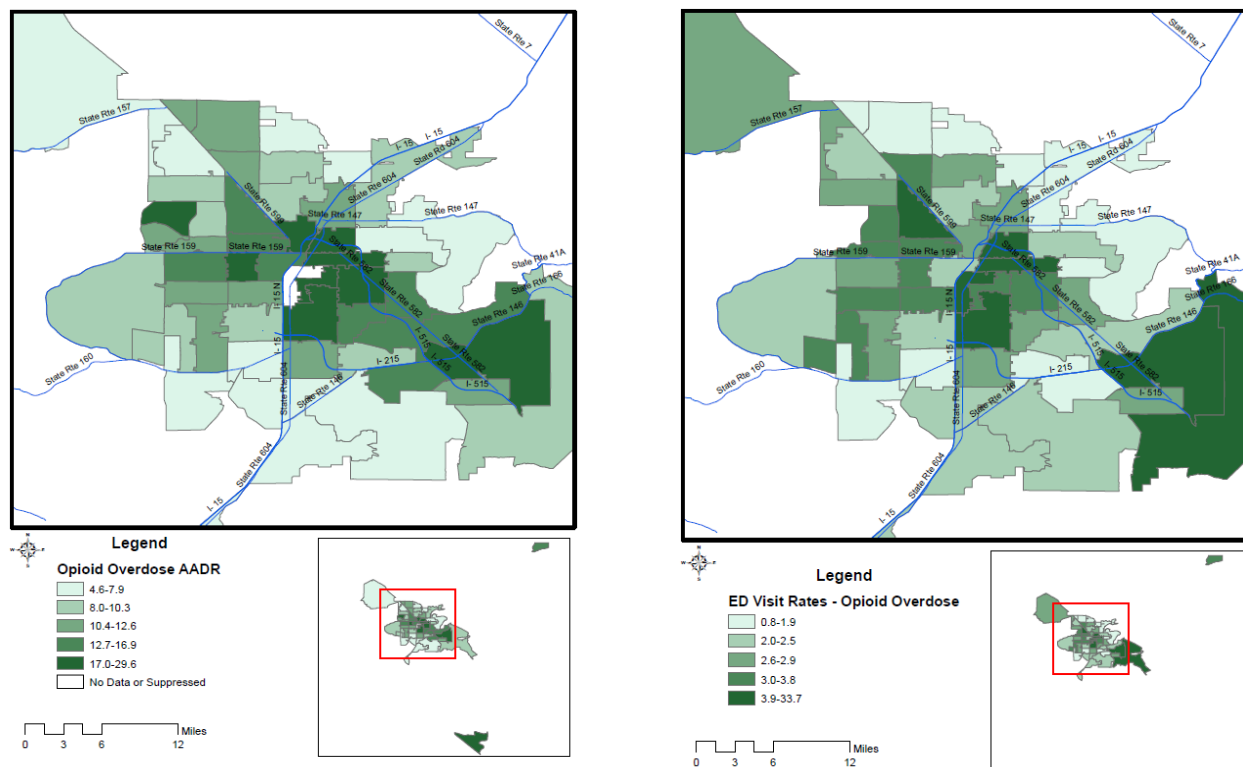 State Rte 7
State Rte 157
I- 15
I- 15
State Rd 604
State Rte 604
State Rte 599
State Rte 147
State Rte 147
State Rte 159
State Rte 159
State Rte 582
State Rte 41A
State Rte 166
I- 15 N
State Rte 582
State Rte 146
I- 515
I- 15
I- 215
State Rte 582
I- 515
State Rte 160
I- 515
State Rte 604
State Rte 146
State Rte 604
I- 15
N
W
E
S
Legend
Opioid Overdose AADR
4.6-7.9
8.0-10.3
10.4-12.6
12.7-16.9
17.0-29.6
No Data or Suppressed
Miles
0 3 6 12
State Rte 7
State Rte 157
I- 15
I- 15
State Rd 604
State Rte 604
State Rte 599
State Rte 147
State Rte 147
State Rte 159
State Rte 159
State Rte 582
State Rte 41A
State Rte 166
I- 15 N
State Rte 582
State Rte 146
I- 515
I- 15
I- 215
State Rte 582
I- 515
State Rte 160
I- 515
State Rte 604
State Rte 146
State Rte 604
I- 15
N
W
E
S
Legend
ED Visit Rates - Opioid Overdose
0.8-1.9
2.0-2.5
2.6-2.9
3.0-3.8
3.9-33.7
Miles
0 3 6 12